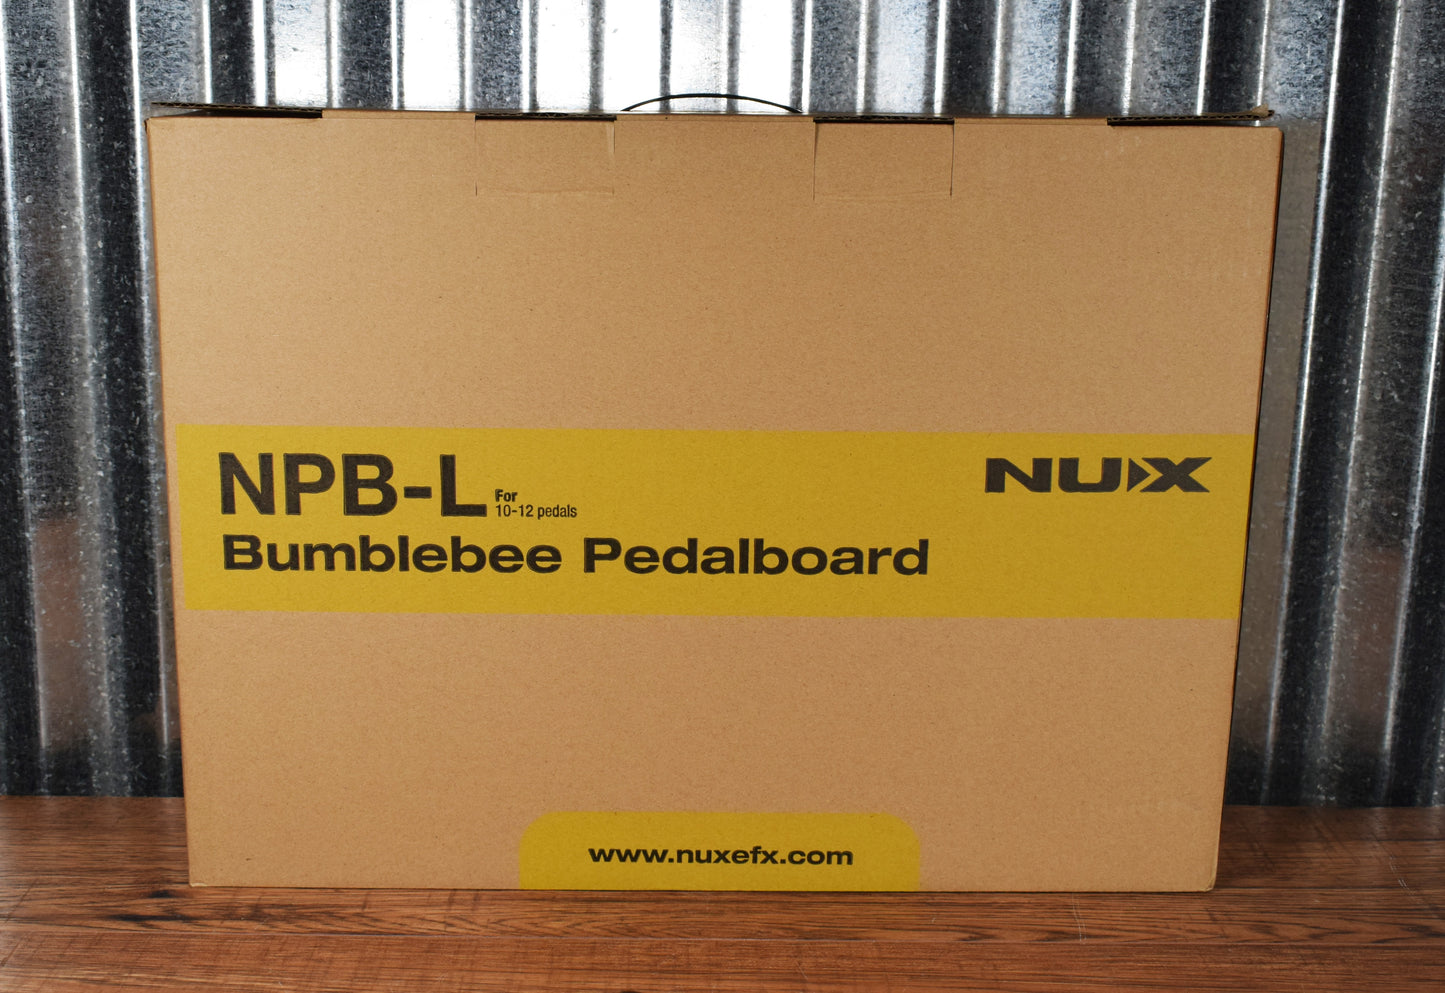 NPB-L For
10-12 pedals
NUX
Bumblebee Pedalboard
www.nuxefx.com